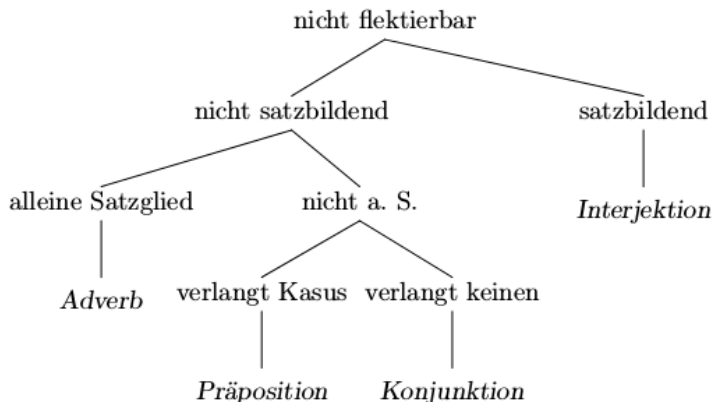 nicht flektierbar
nicht satzbildend satzbildend
alleine Satzglied nicht a. S. Interjektion
Adverb verlangt Kasus verlangt keinen
Präposition Konjunktion